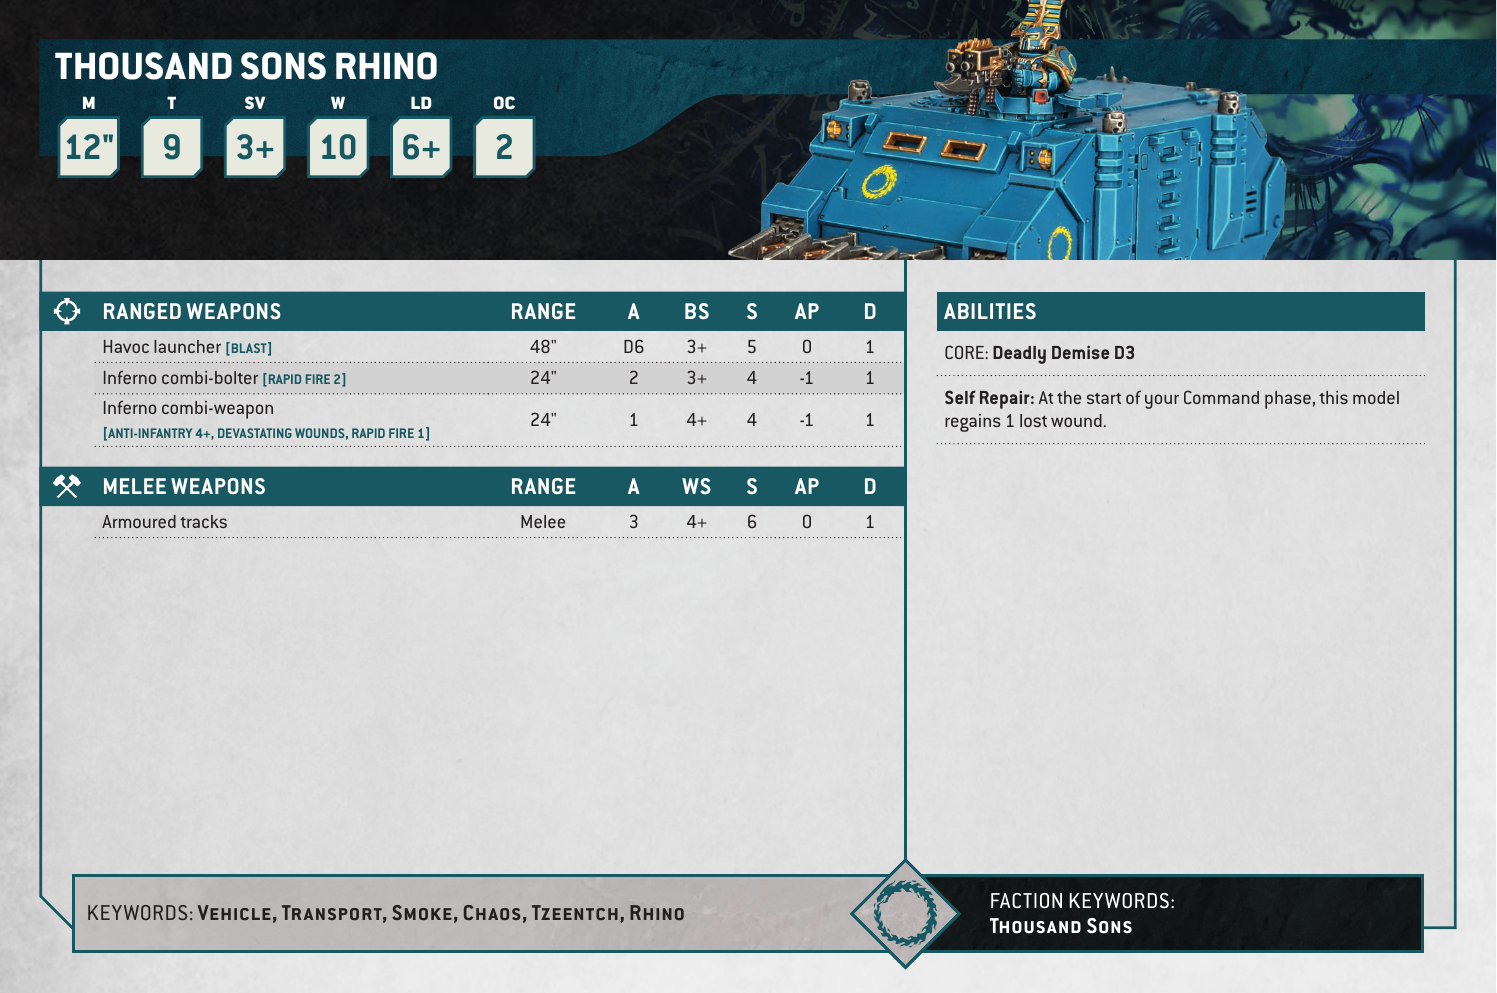 THOUSAND SONS RHINO
M T SV W LD OC
12" 9 3+ 10 6+ 2
RANGED WEAPONS RANGE A BS S AP D
Havoc launcher [BLAST] 48" D6 3+ 5 0 1
Inferno combi-bolter [RAPID FIRE 2] 24" 2 3+ 4 -1 1
Inferno combi-weapon
[ANTI-INFANTRY 4+, DEVASTATING WOUNDS, RAPID FIRE 1] 24" 1 4+ 4 -1 1
MELEE WEAPONS RANGE A WS S AP D
Armoured tracks Melee 3 4+ 6 0 1
ABILITIES
CORE: Deadly Demise D3
Self Repair: At the start of your Command phase, this model
regains 1 lost wound.
KEYWORDS: Vehicle, Transport, Smoke, Chaos, Tzeentch, Rhino
FACTION KEYWORDS:
Thousand Sons